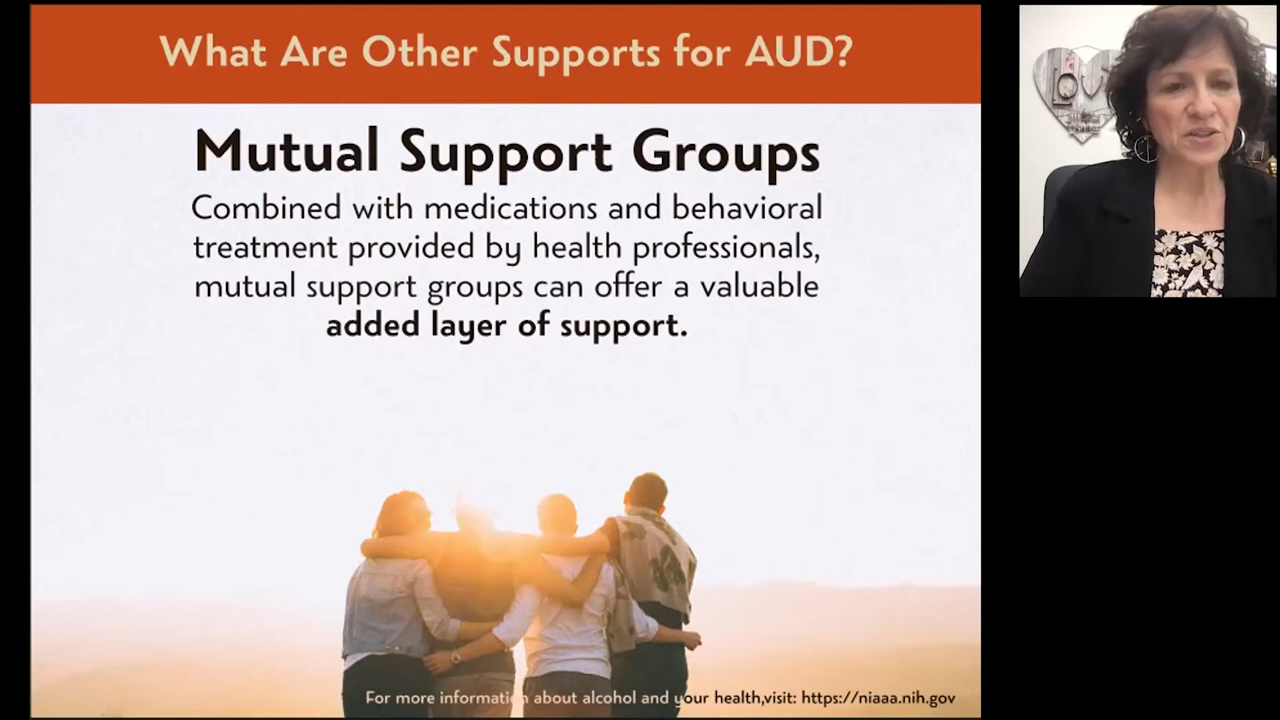 What Are Other Supports for AUD?
Mutual Support Groups
Combined with medications and behavioral
treatment provided by health professionals,
mutual support groups can offer a valuable
added layer of support.
For more information about alcohol and your health,visit: https://niaaa.nih.gov